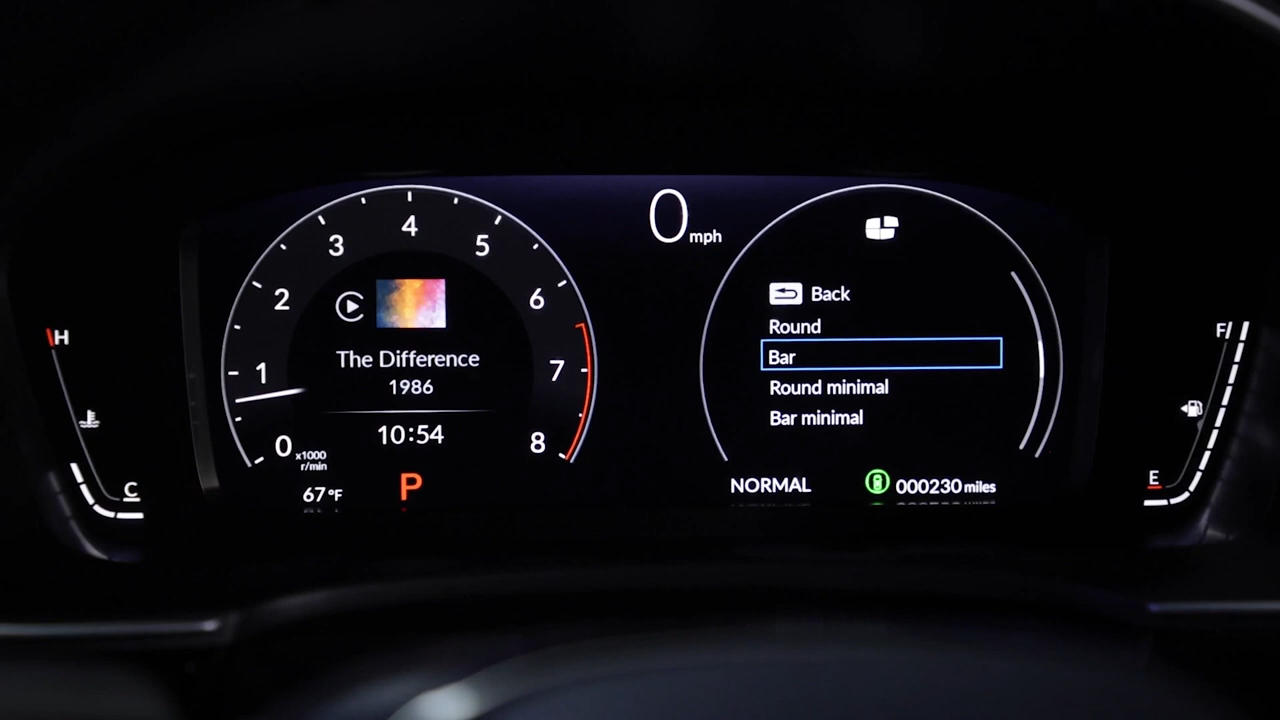 0 mph
0
1
2
3
4
5
6
7
8
x1000
r/min
The Difference
1986
10:54
67°F
P
Back
Round
Bar
Round minimal
Bar minimal
NORMAL
000230 miles
H
C
F
E